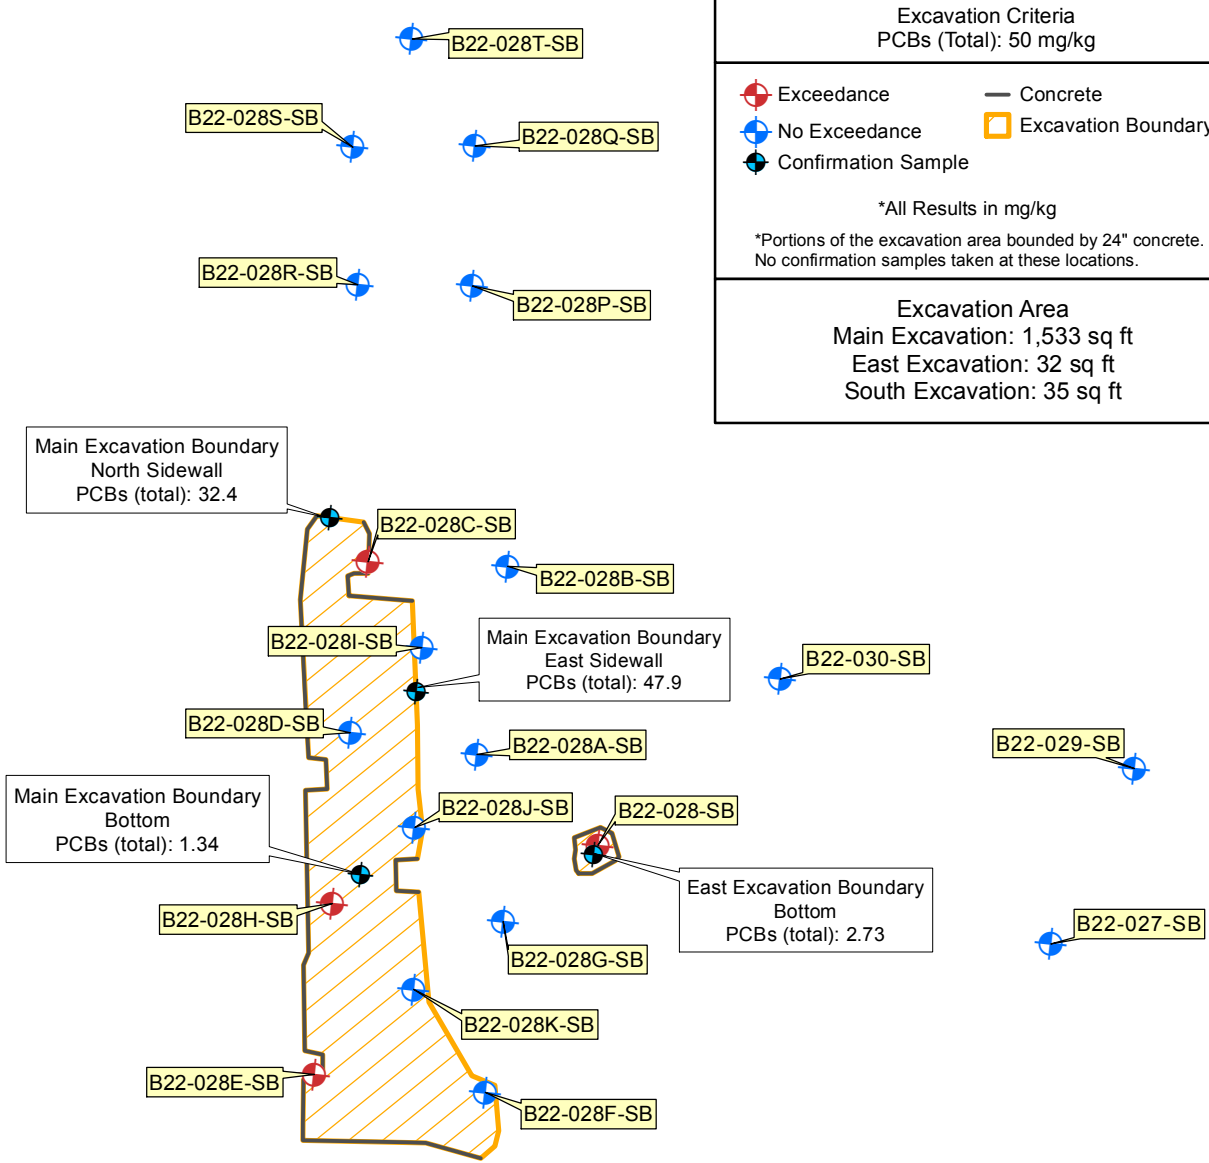 Excavation Criteria
PCBs (Total): 50 mg/kg
Exceedance
Concrete
No Exceedance
Excavation Boundary
Confirmation Sample
*All Results in mg/kg
*Portions of the excavation area bounded by 24" concrete.
No confirmation samples taken at these locations.
Excavation Area
Main Excavation: 1,533 sq ft
East Excavation: 32 sq ft
South Excavation: 35 sq ft
B22-028T-SB
B22-028S-SB
B22-028Q-SB
B22-028R-SB
B22-028P-SB
Main Excavation Boundary
North Sidewall
PCBs (total): 32.4
B22-028C-SB
B22-028B-SB
B22-028I-SB
Main Excavation Boundary
East Sidewall
PCBs (total): 47.9
B22-030-SB
B22-028D-SB
B22-028A-SB
B22-029-SB
Main Excavation Boundary
Bottom
PCBs (total): 1.34
B22-028J-SB
B22-028-SB
East Excavation Boundary
Bottom
PCBs (total): 2.73
B22-028H-SB
B22-027-SB
B22-028G-SB
B22-028K-SB
B22-028E-SB
B22-028F-SB